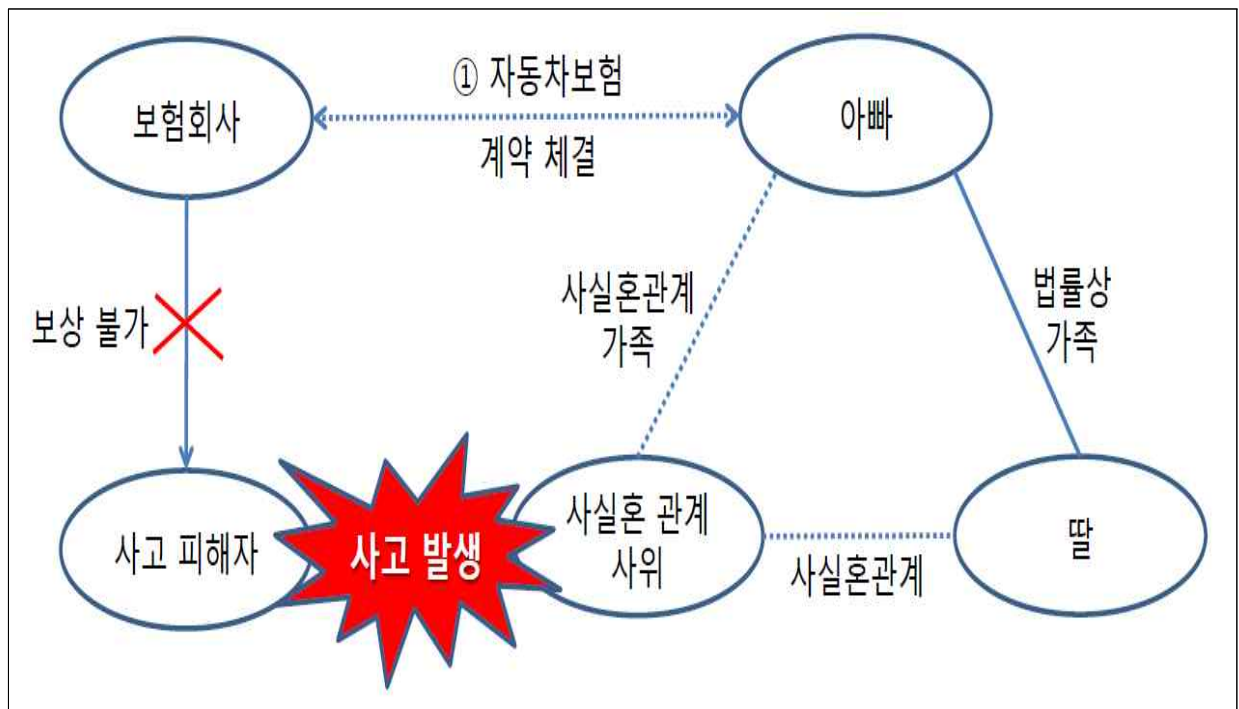 보험회사
① 자동차보험
계약 체결
아빠
보상 불가
사실혼관계
가족
법률상
가족
사고 피해자
사고 발생
사실혼 관계
사위
사실혼관계
딸